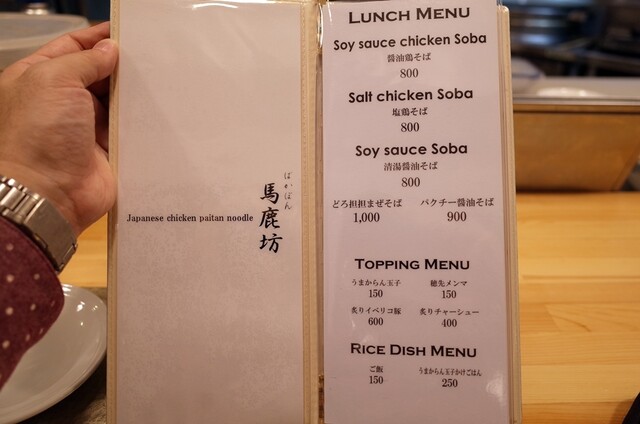 Japanese chicken paitan noodle
馬鹿坊
ばかぼん
LUNCH MENU
Soy sauce chicken Soba
醤油鶏そば
800
Salt chicken Soba
塩鶏そば
800
Soy sauce Soba
清湯醤油そば
800
どろ担担まぜそば パクチー醤油そば
1,000 900
TOPPING MENU
うまからん玉子 穂先メンマ
150 150
炙りイベリコ豚 炙りチャーシュー
600 400
RICE DISH MENU
ご飯 うまからん玉子かけごはん
150 250